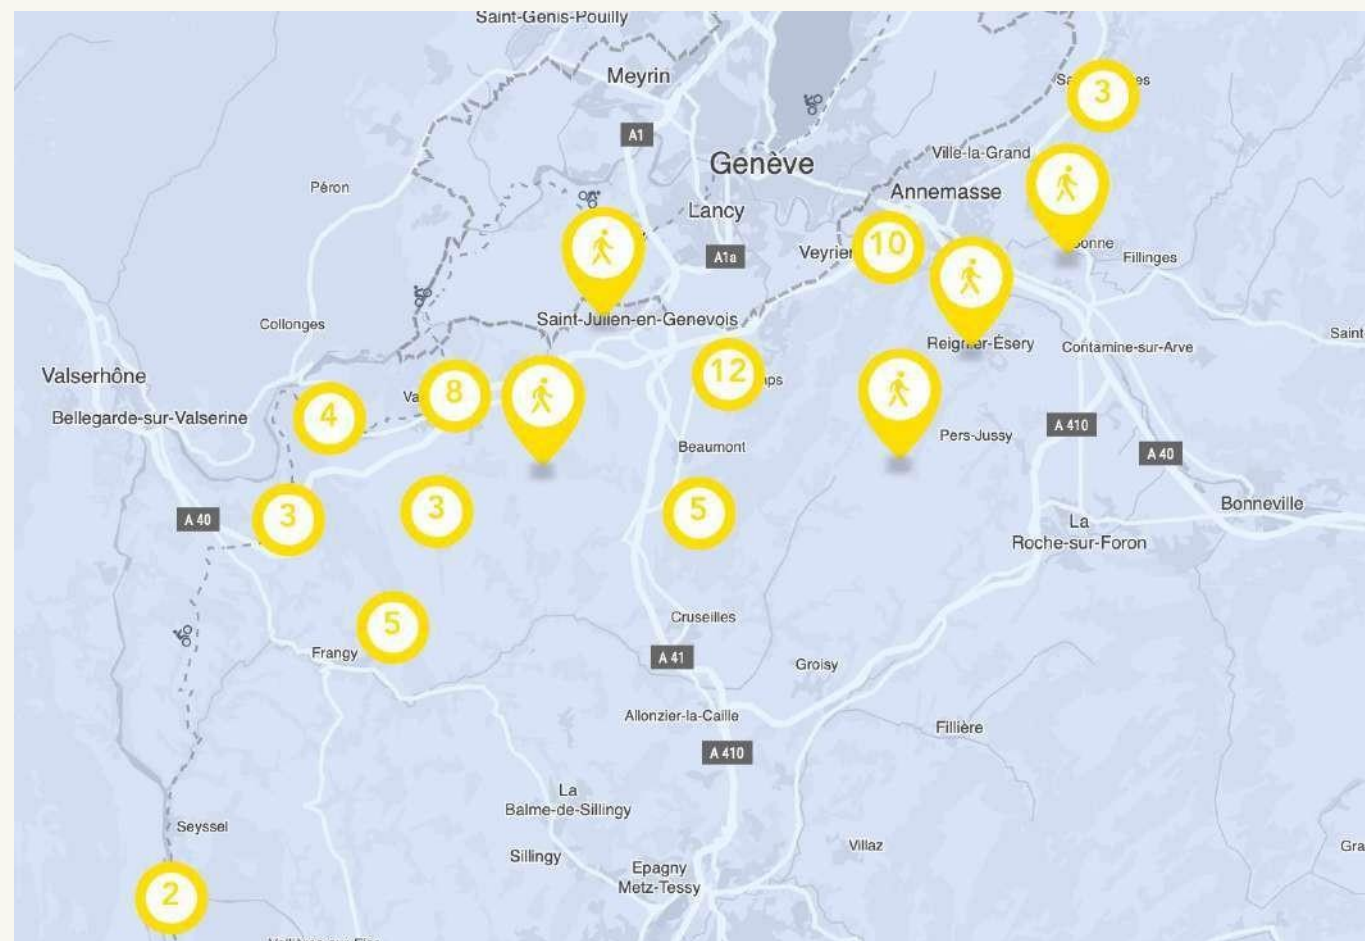 Saint-Genis-Pouilly
Meyrin
3
A1
Genève
Ville-la-Grand
Péron
Annemasse
Lancy
10
Veyrier
A1a
Fillinges
Collonges
Saint-Julien-en-Genevois
Contamine-sur-Arve
Saint
Valserhône
8
12
4
Bellegarde-sur-Valserine
Beaumont
Pers-Jussy
A 410
A 40
3
3
5
A 40
Bonneville
La
Roche-sur-Foron
5
Cruseilles
Frangy
A 41
Groisy
Allonzier-la-Caille
Fillière
A 410
La
Balme-de-Sillingy
Seyssel
Sillingy
Villaz
Gra
Epagny
Metz-Tessy
2